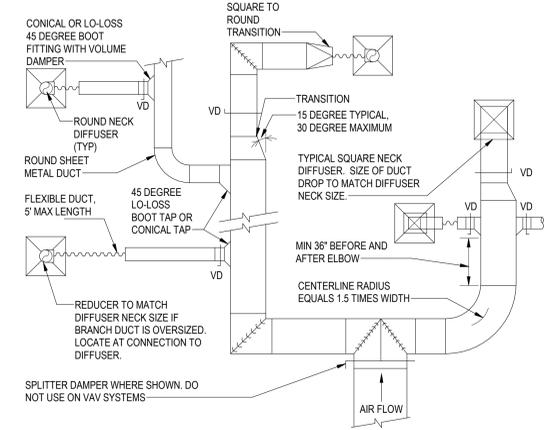 CONICAL OR LO-LOSS
45 DEGREE BOOT
FITTING WITH VOLUME
DAMPER
SQUARE TO
ROUND
TRANSITION
VD
ROUND NECK
DIFFUSER
(TYP)
VD
TRANSITION
15 DEGREE TYPICAL,
30 DEGREE MAXIMUM
ROUND SHEET
METAL DUCT
TYPICAL SQUARE NECK
DIFFUSER. SIZE OF DUCT
DROP TO MATCH DIFFUSER
NECK SIZE.
VD
FLEXIBLE DUCT,
5' MAX LENGTH
45 DEGREE
LO-LOSS
BOOT TAP OR
CONICAL TAP
VD
VD
VD
MIN 36" BEFORE AND
AFTER ELBOW
CENTERLINE RADIUS
EQUALS 1.5 TIMES WIDTH
REDUCER TO MATCH
DIFFUSER NECK SIZE IF
BRANCH DUCT IS OVERSIZED.
LOCATE AT CONNECTION TO
DIFFUSER.
SPLITTER DAMPER WHERE SHOWN. DO
NOT USE ON VAV SYSTEMS
AIR FLOW